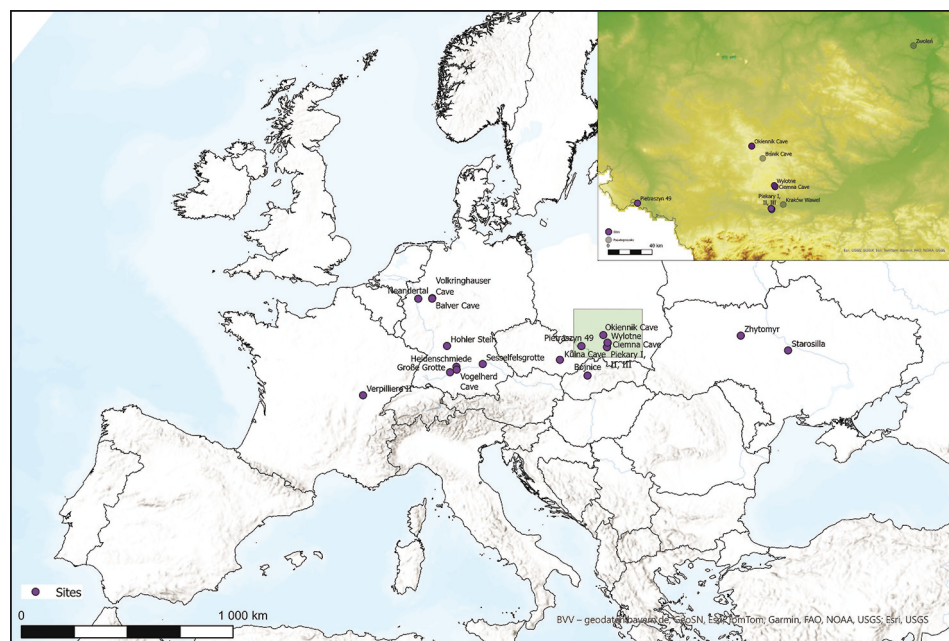 Zwoleń
Okiennik Cave
Biśnik Cave
Wylotne
Ciemna Cave
Piekary I,
II, III
Kraków Wawel
Pietraszyn 49
Sites
40 km
Volkringhauser
Cave
Neandertal
Balver Cave
Okiennik Cave
Wylotne
Pietraszyn 49
Ciemna Cave
Hohler Stein
Kůlna Cave
Piekary I,
II, III
Sesselfelsgrotte
Heidenschmiede
Große Grotte
Bojnice
Vogelherd
Cave
Verpilliere II
Zhytomyr
Starosilla
Sites
0
1 000 km
BVV – geodaten.bayern.de, GeoSN, Esri, TomTom, Garmin, FAO, NOAA, USGS; Esri, USGS